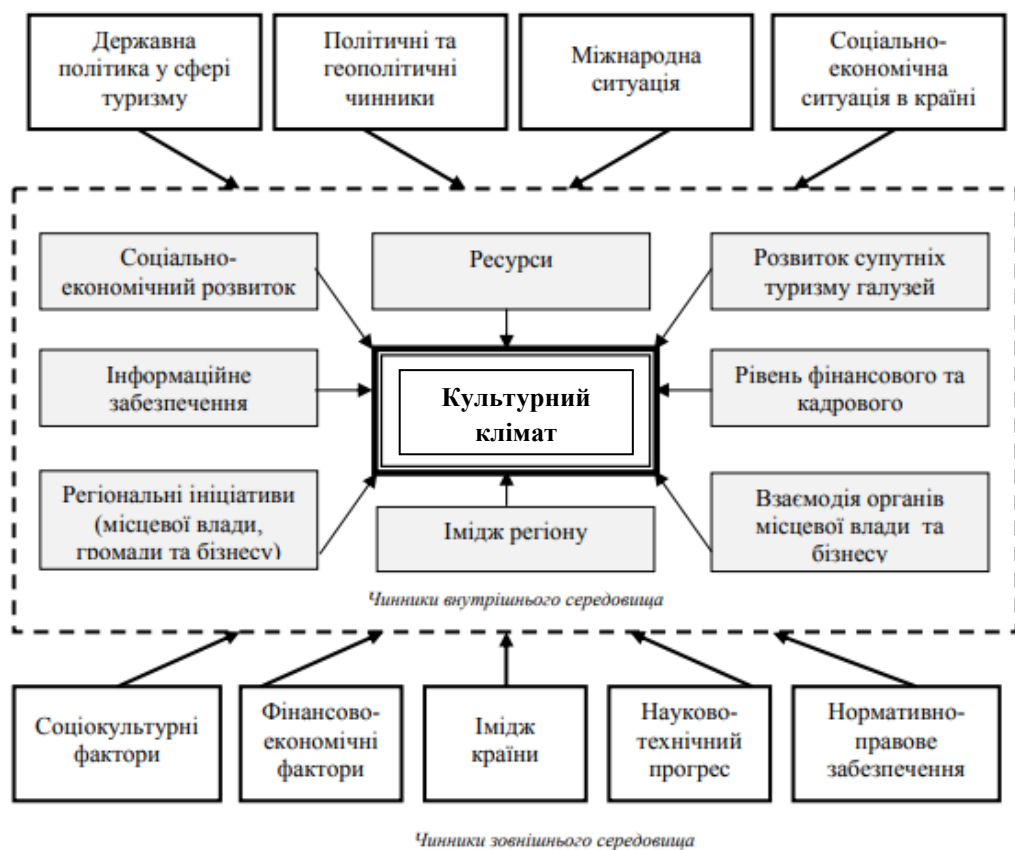 Державна
політика у сфері
туризму
Політичні та
геополітичні
чинники
Міжнародна
ситуація
Соціально-
економічна
ситуація в країні
Соціально-
економічний розвиток
Ресурси
Розвиток супутніх
туризму галузей
Інформаційне
забезпечення
Культурний
клімат
Рівень фінансового та
кадрового
Регіональні ініціативи
(місцевої влади,
громади та бізнесу)
Імідж регіону
Взаємодія органів
місцевої влади та
бізнесу
Чинники внутрішнього середовища
Соціокультурні
фактори
Фінансово-
економічні
фактори
Імідж
країни
Науково-
технічний
прогрес
Нормативно-
правове
забезпечення
Чинники зовнішнього середовища